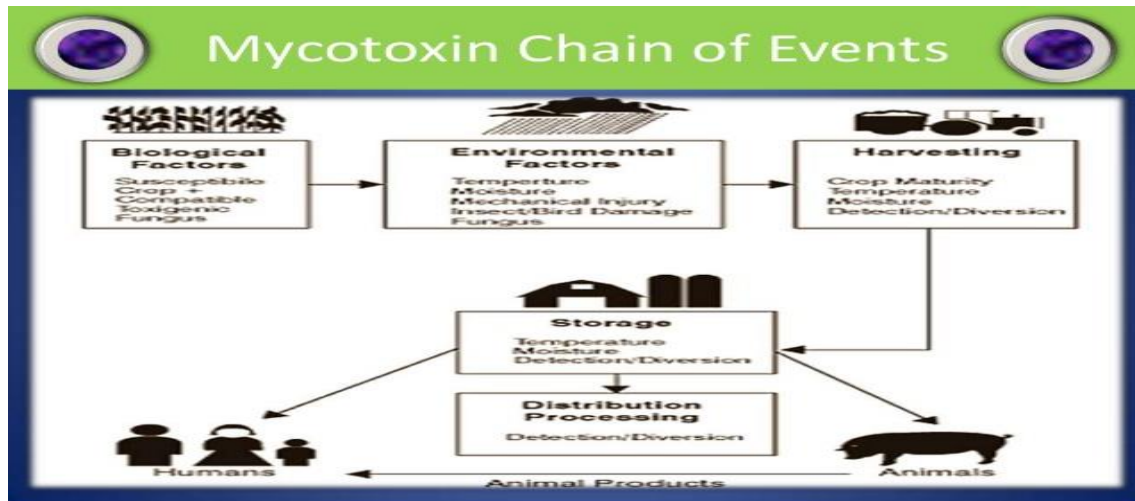 Mycotoxin Chain of Events
Biological
Factors
Susceptibile
Crop +
Compatible
Toxigenic
Fungus
Environmental
Factors
Temperture
Moisture
Mechanical Injury
Insect/Bird Damage
Fungus
Harvesting
Crop Maturity
Temperature
Moisture
Detection/Diversion
Storage
Temperature
Moisture
Detection/Diversion
Distribution
Processing
Detection/Diversion
Humans
Animals
Animal Products